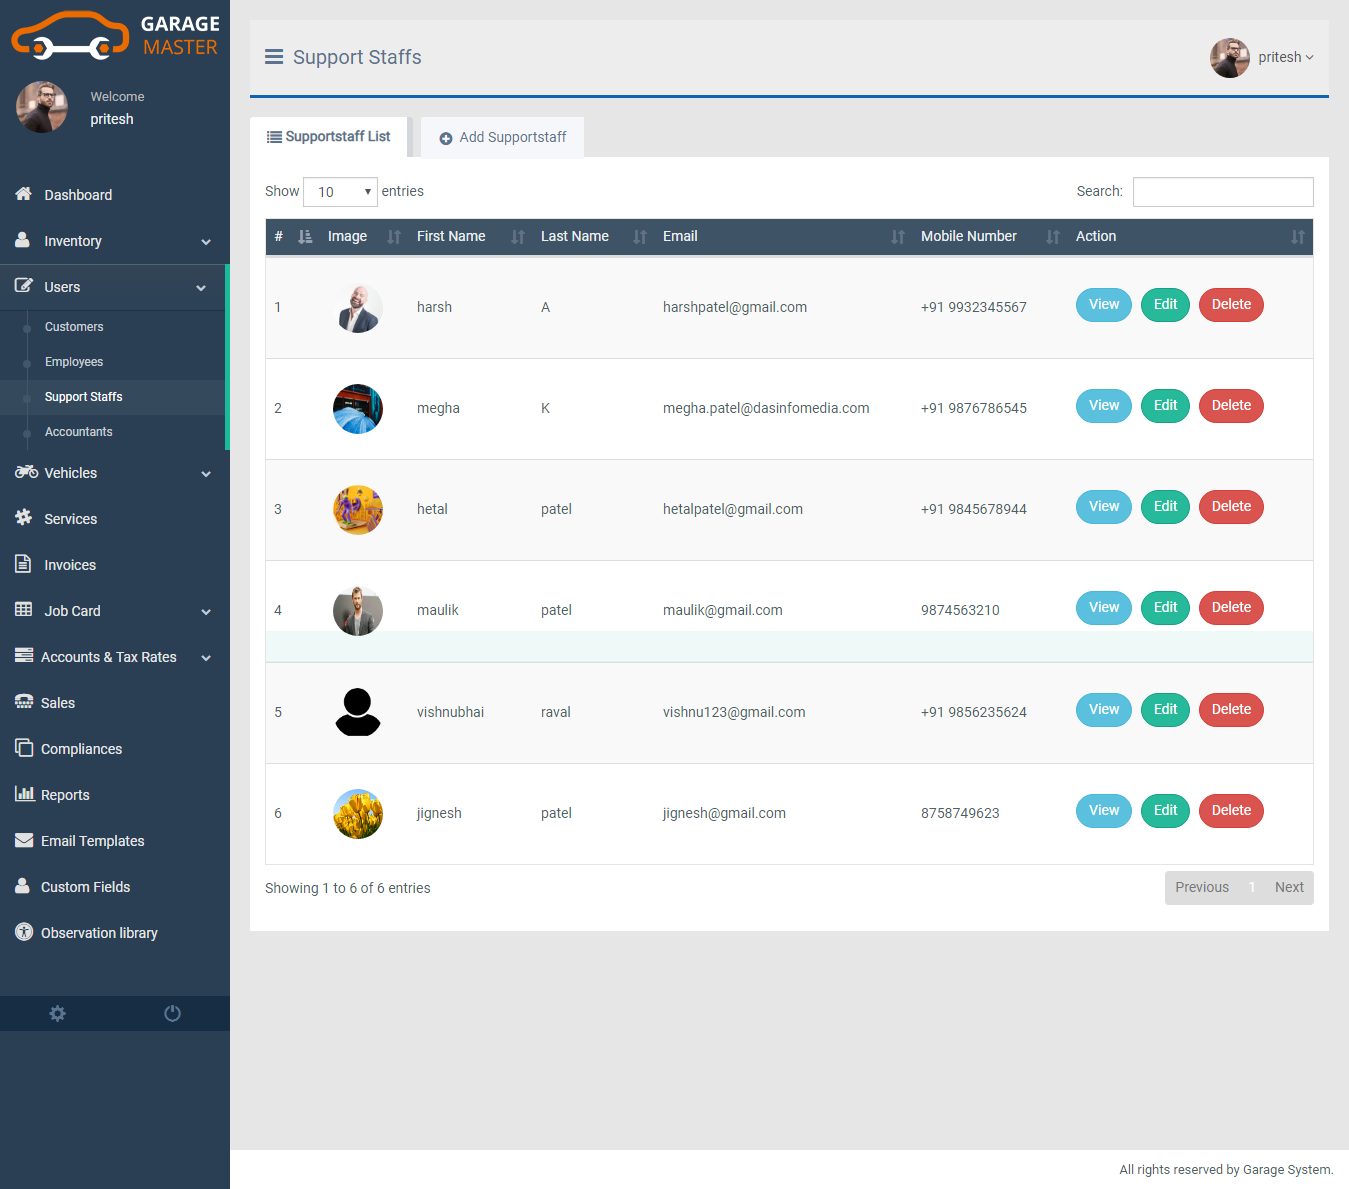 GARAGE
MASTER
Welcome
pritesh
Dashboard
Inventory
Users
Customers
Employees
Support Staffs
Accountants
Vehicles
Services
Invoices
Job Card
Accounts & Tax Rates
Sales
Compliances
Reports
Email Templates
Custom Fields
Observation library
Support Staffs
pritesh
Supportstaff List
Add Supportstaff
Show 10 entries
Search:
# Image First Name Last Name Email Mobile Number Action
1 harsh A harshpatel@gmail.com +91 9932345567 View Edit Delete
2 megha K megha.patel@dasinfomedia.com +91 9876786545 View Edit Delete
3 hetal patel hetalpatel@gmail.com +91 9845678944 View Edit Delete
4 maulik patel maulik@gmail.com 9874563210 View Edit Delete
5 vishnubhai raval vishnu123@gmail.com +91 9856235624 View Edit Delete
6 jignesh patel jignesh@gmail.com 8758749623 View Edit Delete
Showing 1 to 6 of 6 entries
Previous 1 Next
All rights reserved by Garage System.